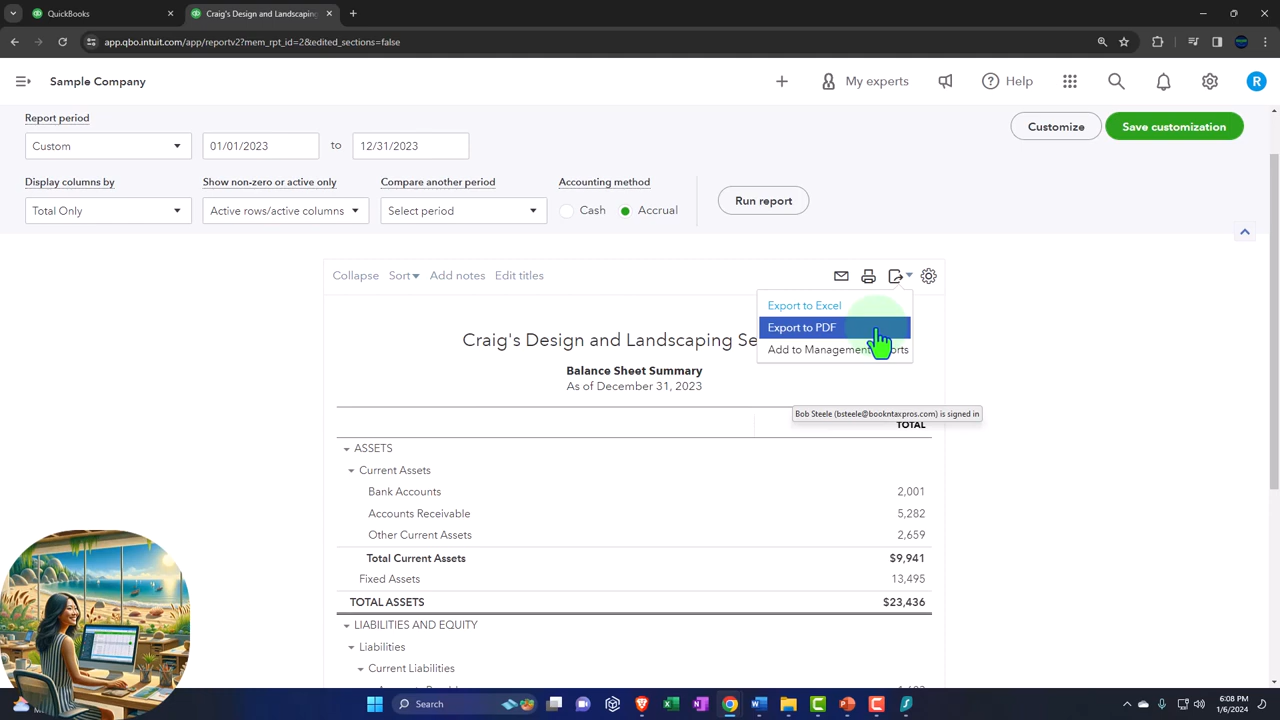 QuickBooks
Craig's Design and Landscaping
app.qbo.intuit.com/app/reportv2?mem_rpt_id=2&edited_sections=false
Sample Company
My experts
Help
R
Report period
Custom
01/01/2023
to
12/31/2023
Customize
Save customization
Display columns by
Show non-zero or active only
Compare another period
Accounting method
Total Only
Active rows/active columns
Select period
Cash
Accrual
Run report
Collapse
Sort
Add notes
Edit titles
Export to Excel
Export to PDF
Add to Management
Craig's Design and Landscaping Se
Balance Sheet Summary
As of December 31, 2023
Bob Steele (bsteele@bookntaxpros.com) is signed in
TOTAL
ASSETS
Current Assets
Bank Accounts 2,001
Accounts Receivable 5,282
Other Current Assets 2,659
Total Current Assets $9,941
Fixed Assets 13,495
TOTAL ASSETS $23,436
LIABILITIES AND EQUITY
Liabilities
Current Liabilities
Search
6:08 PM
1/6/2024